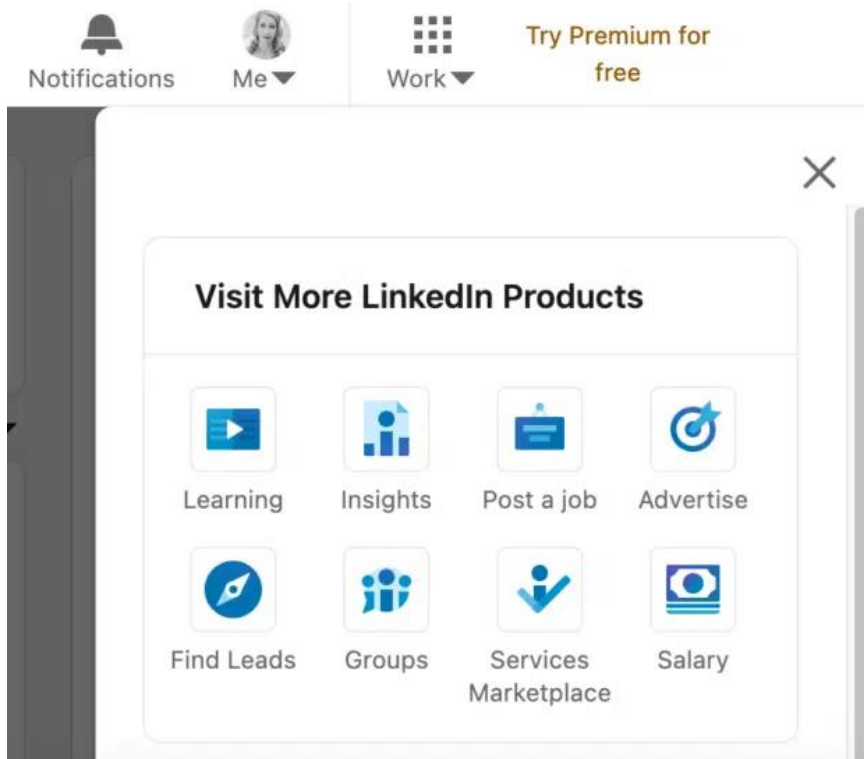 Notifications
Me
Work
Try Premium for
free
Visit More LinkedIn Products
Learning
Insights
Post a job
Advertise
Find Leads
Groups
Services
Marketplace
Salary